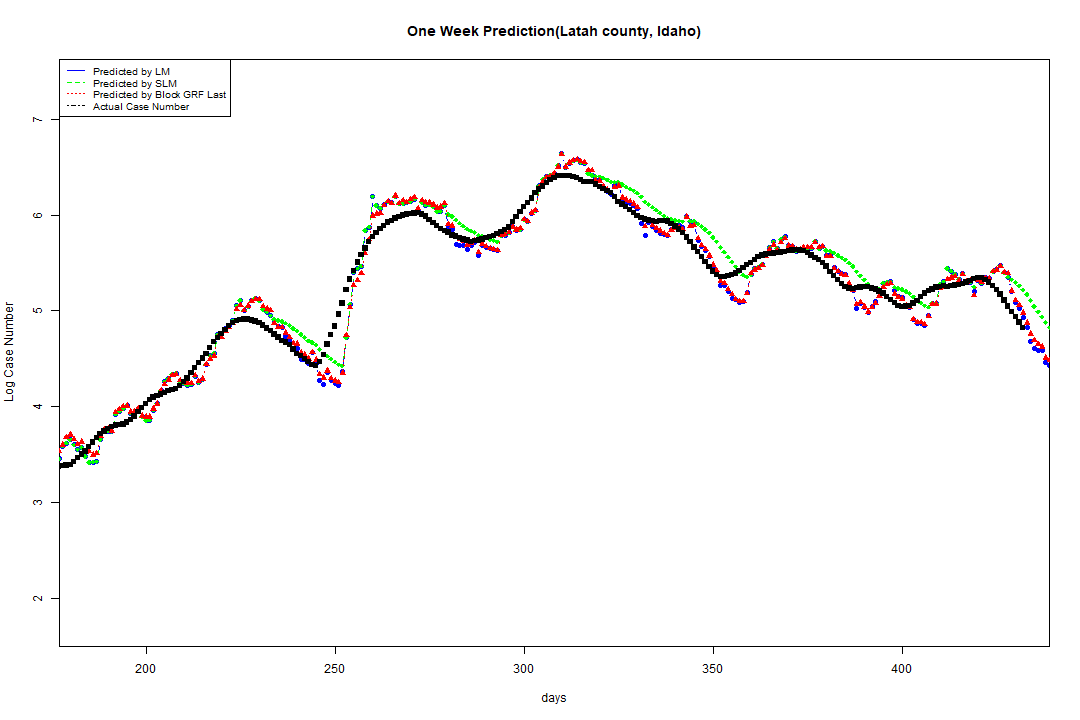 One Week Prediction(Latah county, Idaho)
Predicted by LM
Predicted by SLM
Predicted by Block GRF Last
Actual Case Number
7
6
5
4
3
2
Log Case Number
200 250 300 350 400
days